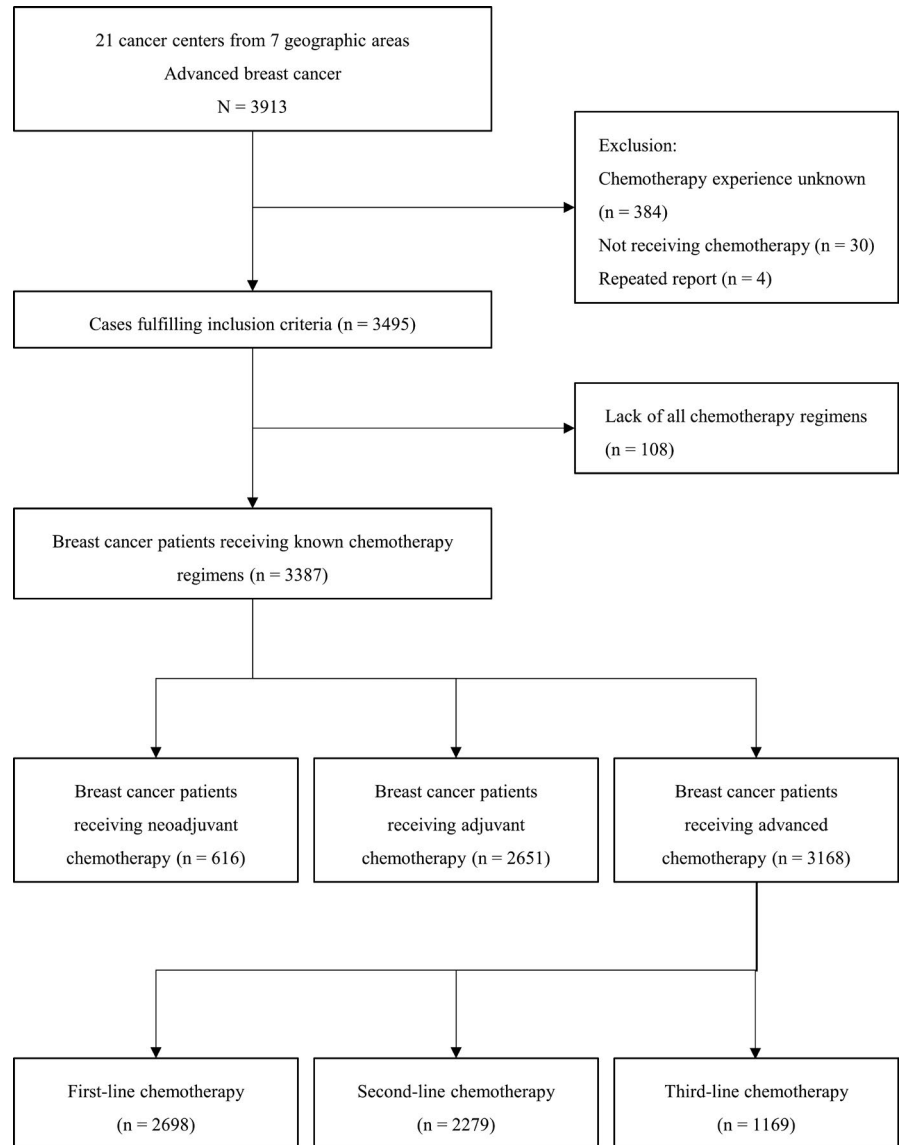 21 cancer centers from 7 geographic areas
Advanced breast cancer
N = 3913
Exclusion:
Chemotherapy experience unknown
(n = 384)
Not receiving chemotherapy (n = 30)
Repeated report (n = 4)
Cases fulfilling inclusion criteria (n = 3495)
Lack of all chemotherapy regimens
(n = 108)
Breast cancer patients receiving known chemotherapy
regimens (n = 3387)
Breast cancer patients
receiving neoadjuvant
chemotherapy (n = 616)
Breast cancer patients
receiving adjuvant
chemotherapy (n = 2651)
Breast cancer patients
receiving advanced
chemotherapy (n = 3168)
First-line chemotherapy
(n = 2698)
Second-line chemotherapy
(n = 2279)
Third-line chemotherapy
(n = 1169)